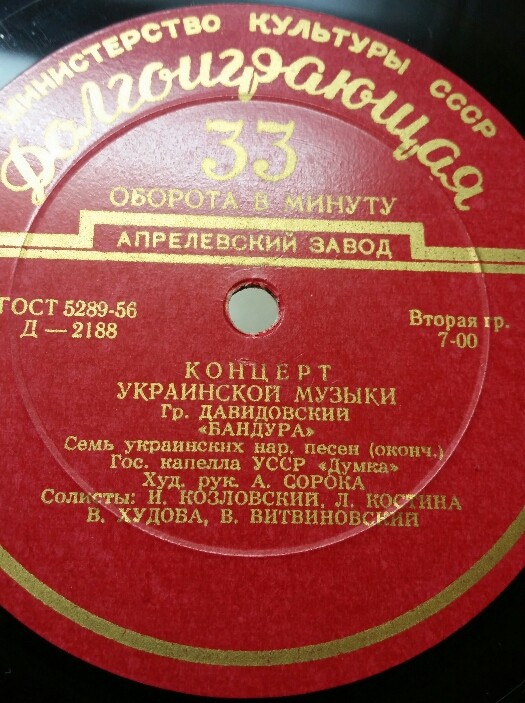 МИНИСТЕРСТВО КУЛЬТУРЫ СССР
Долгоиграющая
33
ОБОРОТА В МИНУТУ
АПРЕЛЕВСКИЙ ЗАВОД
ГОСТ 5289-56
Д — 2188
Вторая гр.
7-00
КОНЦЕРТ
УКРАИНСКОЙ МУЗЫКИ
Гр. ДАВИДОВСКИЙ
«БАНДУРА»
Семь украинских нар. песен (оконч.)
Гос. капелла УССР «Думка»
Худ. рук. А. СОРОКА
Солисты: И. КОЗЛОВСКИЙ, Л. КОСТИНА
В. ХУДОБА, В. ВИТВИНОВСКИЙ